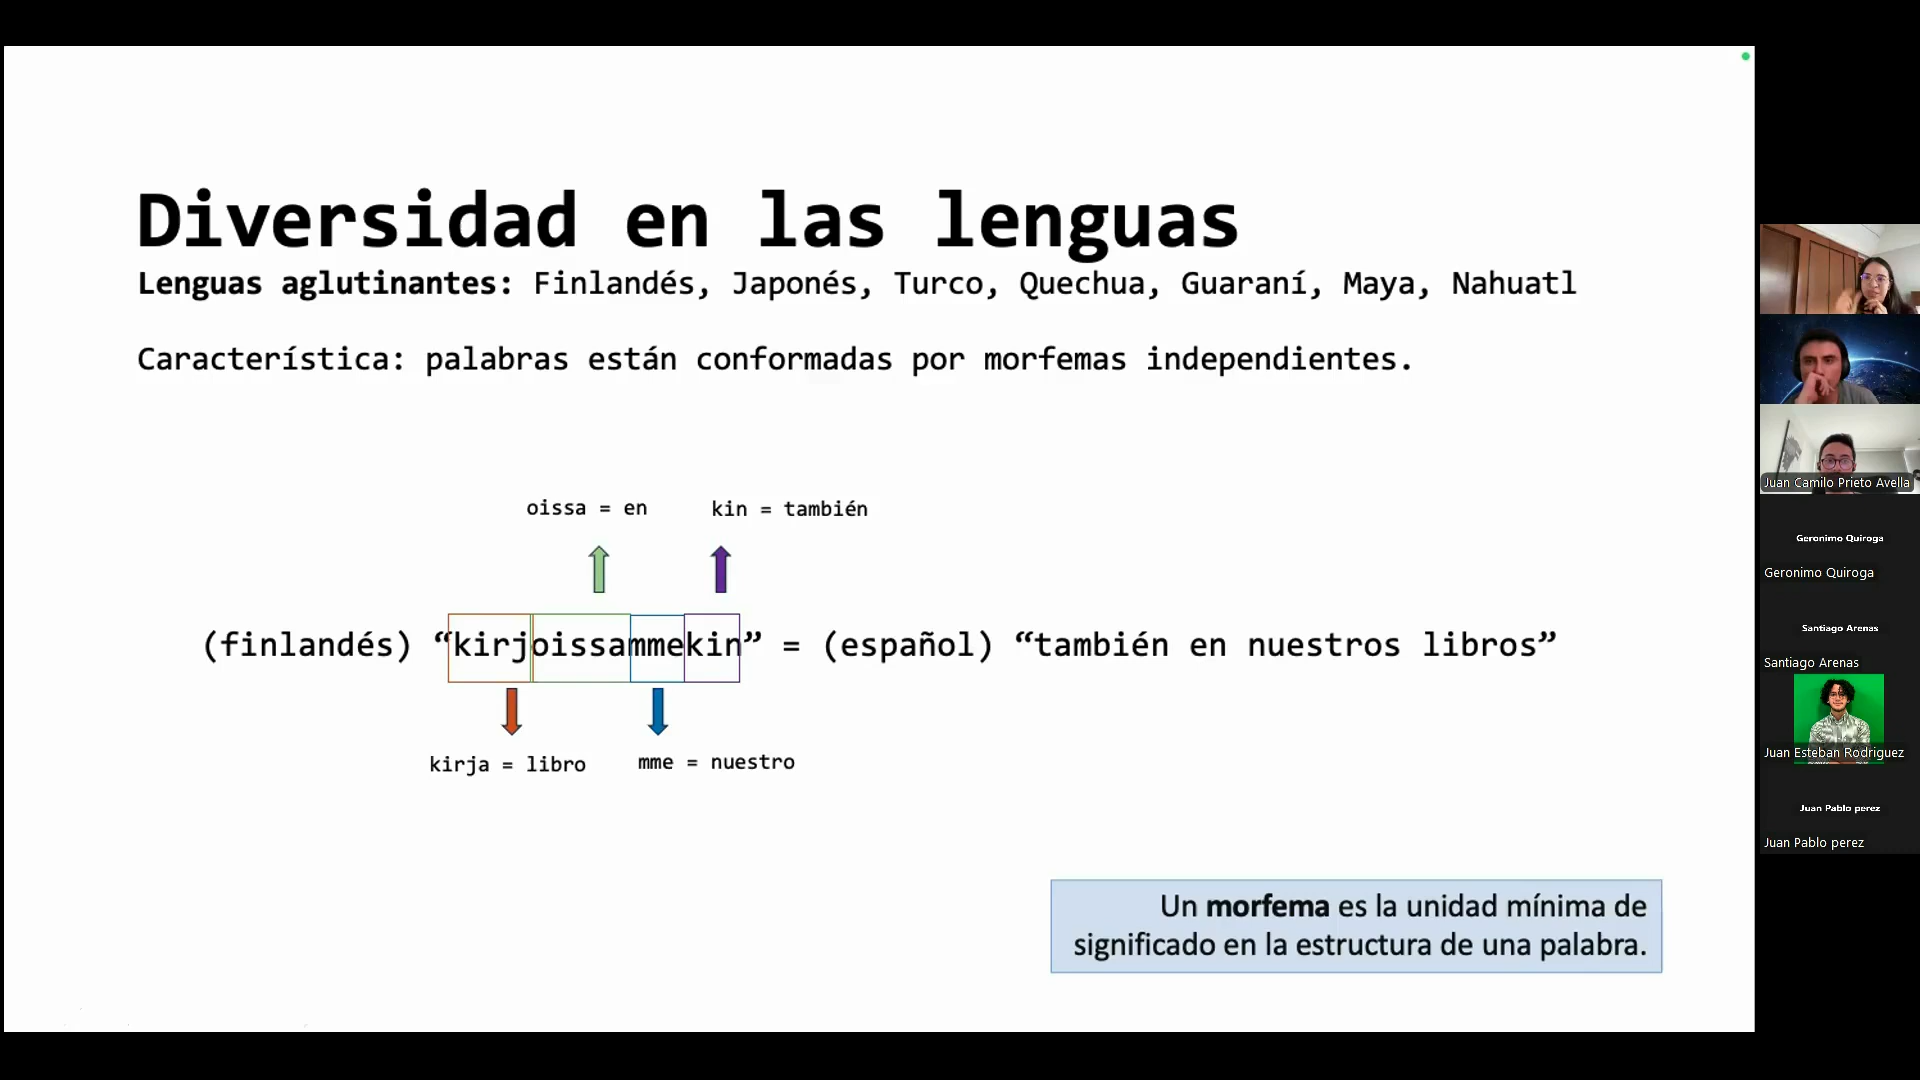 Diversidad en las lenguas
Lenguas aglutinantes: Finlandés, Japonés, Turco, Quechua, Guaraní, Maya, Nahuatl
Característica: palabras están conformadas por morfemas independientes.
oissa = en
kin = también
(finlandés) “kirjoissammekin” = (español) “también en nuestros libros”
kirja = libro
mme = nuestro
Un morfema es la unidad mínima de
significado en la estructura de una palabra.
Juan Camilo Prieto Avella
Geronimo Quiroga
Geronimo Quiroga
Santiago Arenas
Santiago Arenas
Juan Esteban Rodriguez
Juan Pablo perez
Juan Pablo perez